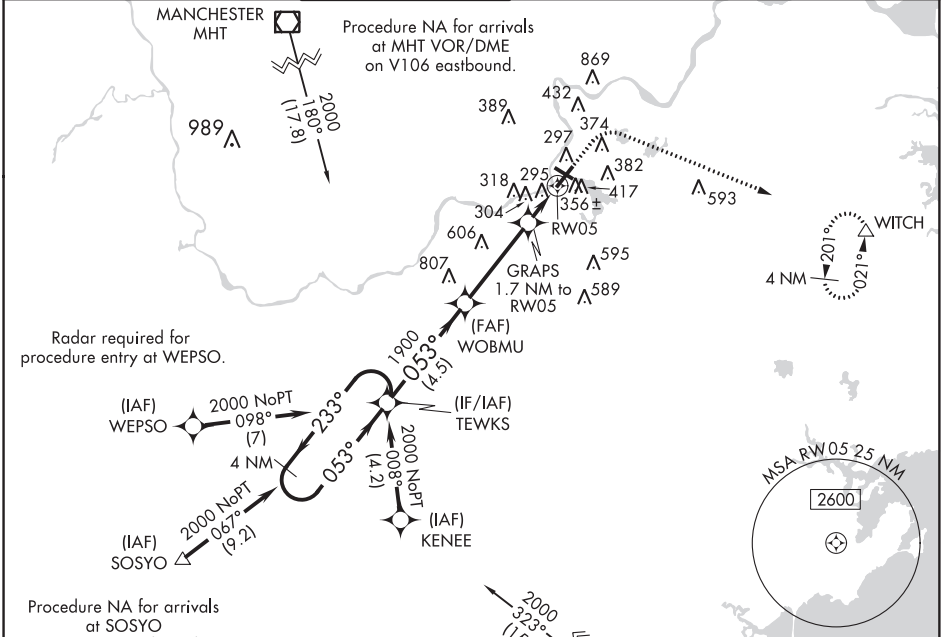 MANCHESTER
MHT
Procedure NA for arrivals
at MHT VOR/DME
on V106 eastbound.
2000
180°
(17.8)
989
869
432
389
374
297
382
318
295
417
304
356±
593
RW05
606
WITCH
201°
021°
4 NM
595
807
GRAPS
1.7 NM to
RW05
589
(FAF)
WOBMU
Radar required for
procedure entry at WEPSO.
1900
053°
(4.5)
(IAF)
WEPSO
2000 NoPT
098°
(7)
233°
053°
4 NM
(IF/IAF)
TEWKS
2000 NoPT
008°
(4.2)
(IAF)
KENEE
2000 NoPT
067°
(9.2)
(IAF)
SOSYO
MSA RW05 25 NM
2600
Procedure NA for arrivals
at SOSYO
2000
323°